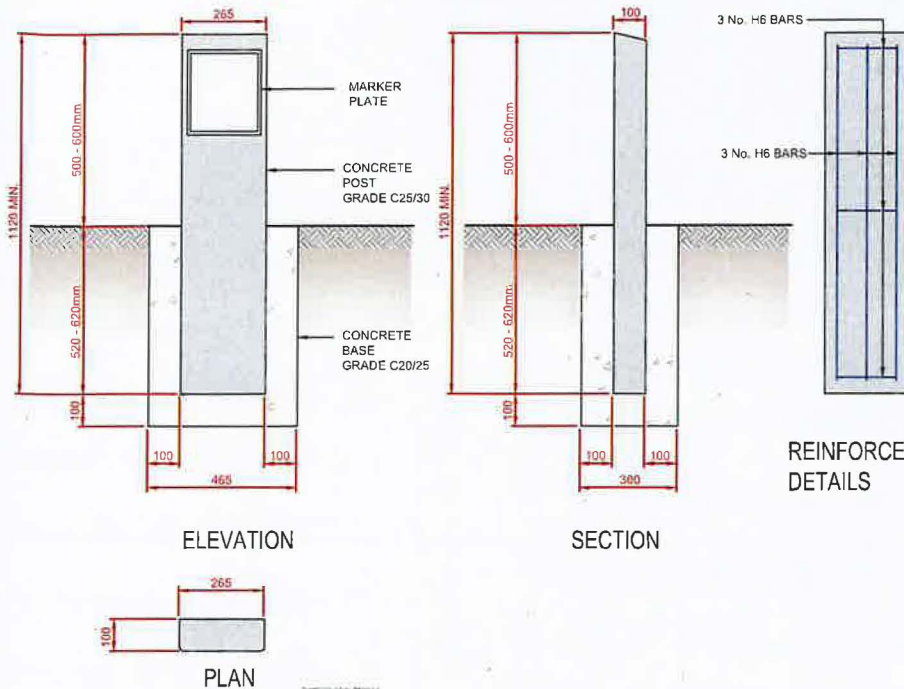 265
1120 MIN.
500 - 600mm
520 - 620mm
100
MARKER
PLATE
CONCRETE
POST
GRADE C25/30
CONCRETE
BASE
GRADE C20/25
100
100
465
ELEVATION
100
1120 MIN.
500 - 600mm
520 - 620mm
100
100
100
300
SECTION
3 No. H6 BARS
3 No. H6 BARS
REINFORCE
DETAILS
265
100
PLAN